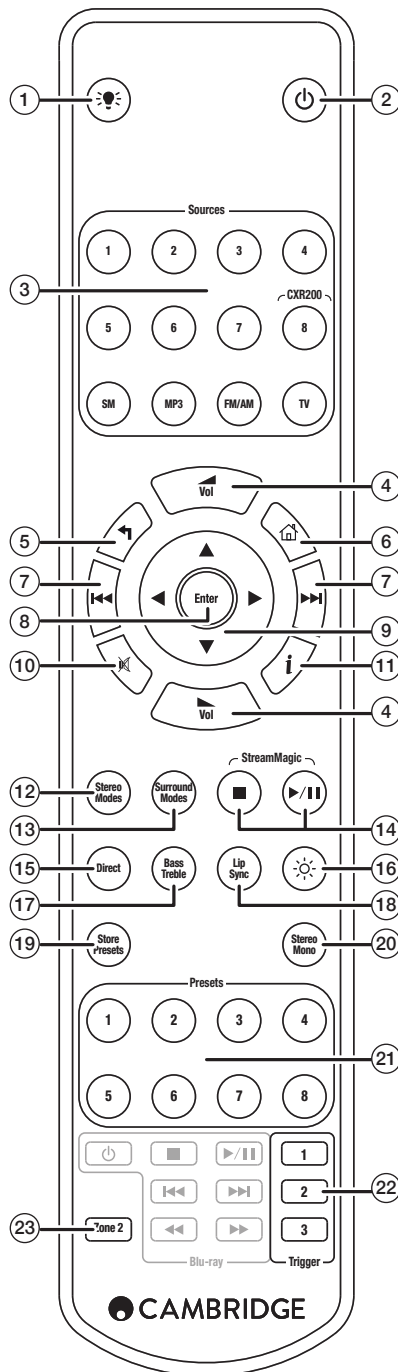 1 2
Sources
1 2 3 4
3
CXR200
5 6 7 8
SM MP3 FM/AM TV
Vol 4
5 6
7 7
Enter
8 9
10 i 11
Vol 4
StreamMagic
12 Stereo Modes Surround Modes
13 14
15 Direct Bass Treble Lip Sync 16
17 18
19 Store Presets Stereo Mono 20
Presets
1 2 3 4
21
5 6 7 8
1
2 22
23 Zone 2 3
Blu-ray Trigger
CAMBRIDGE